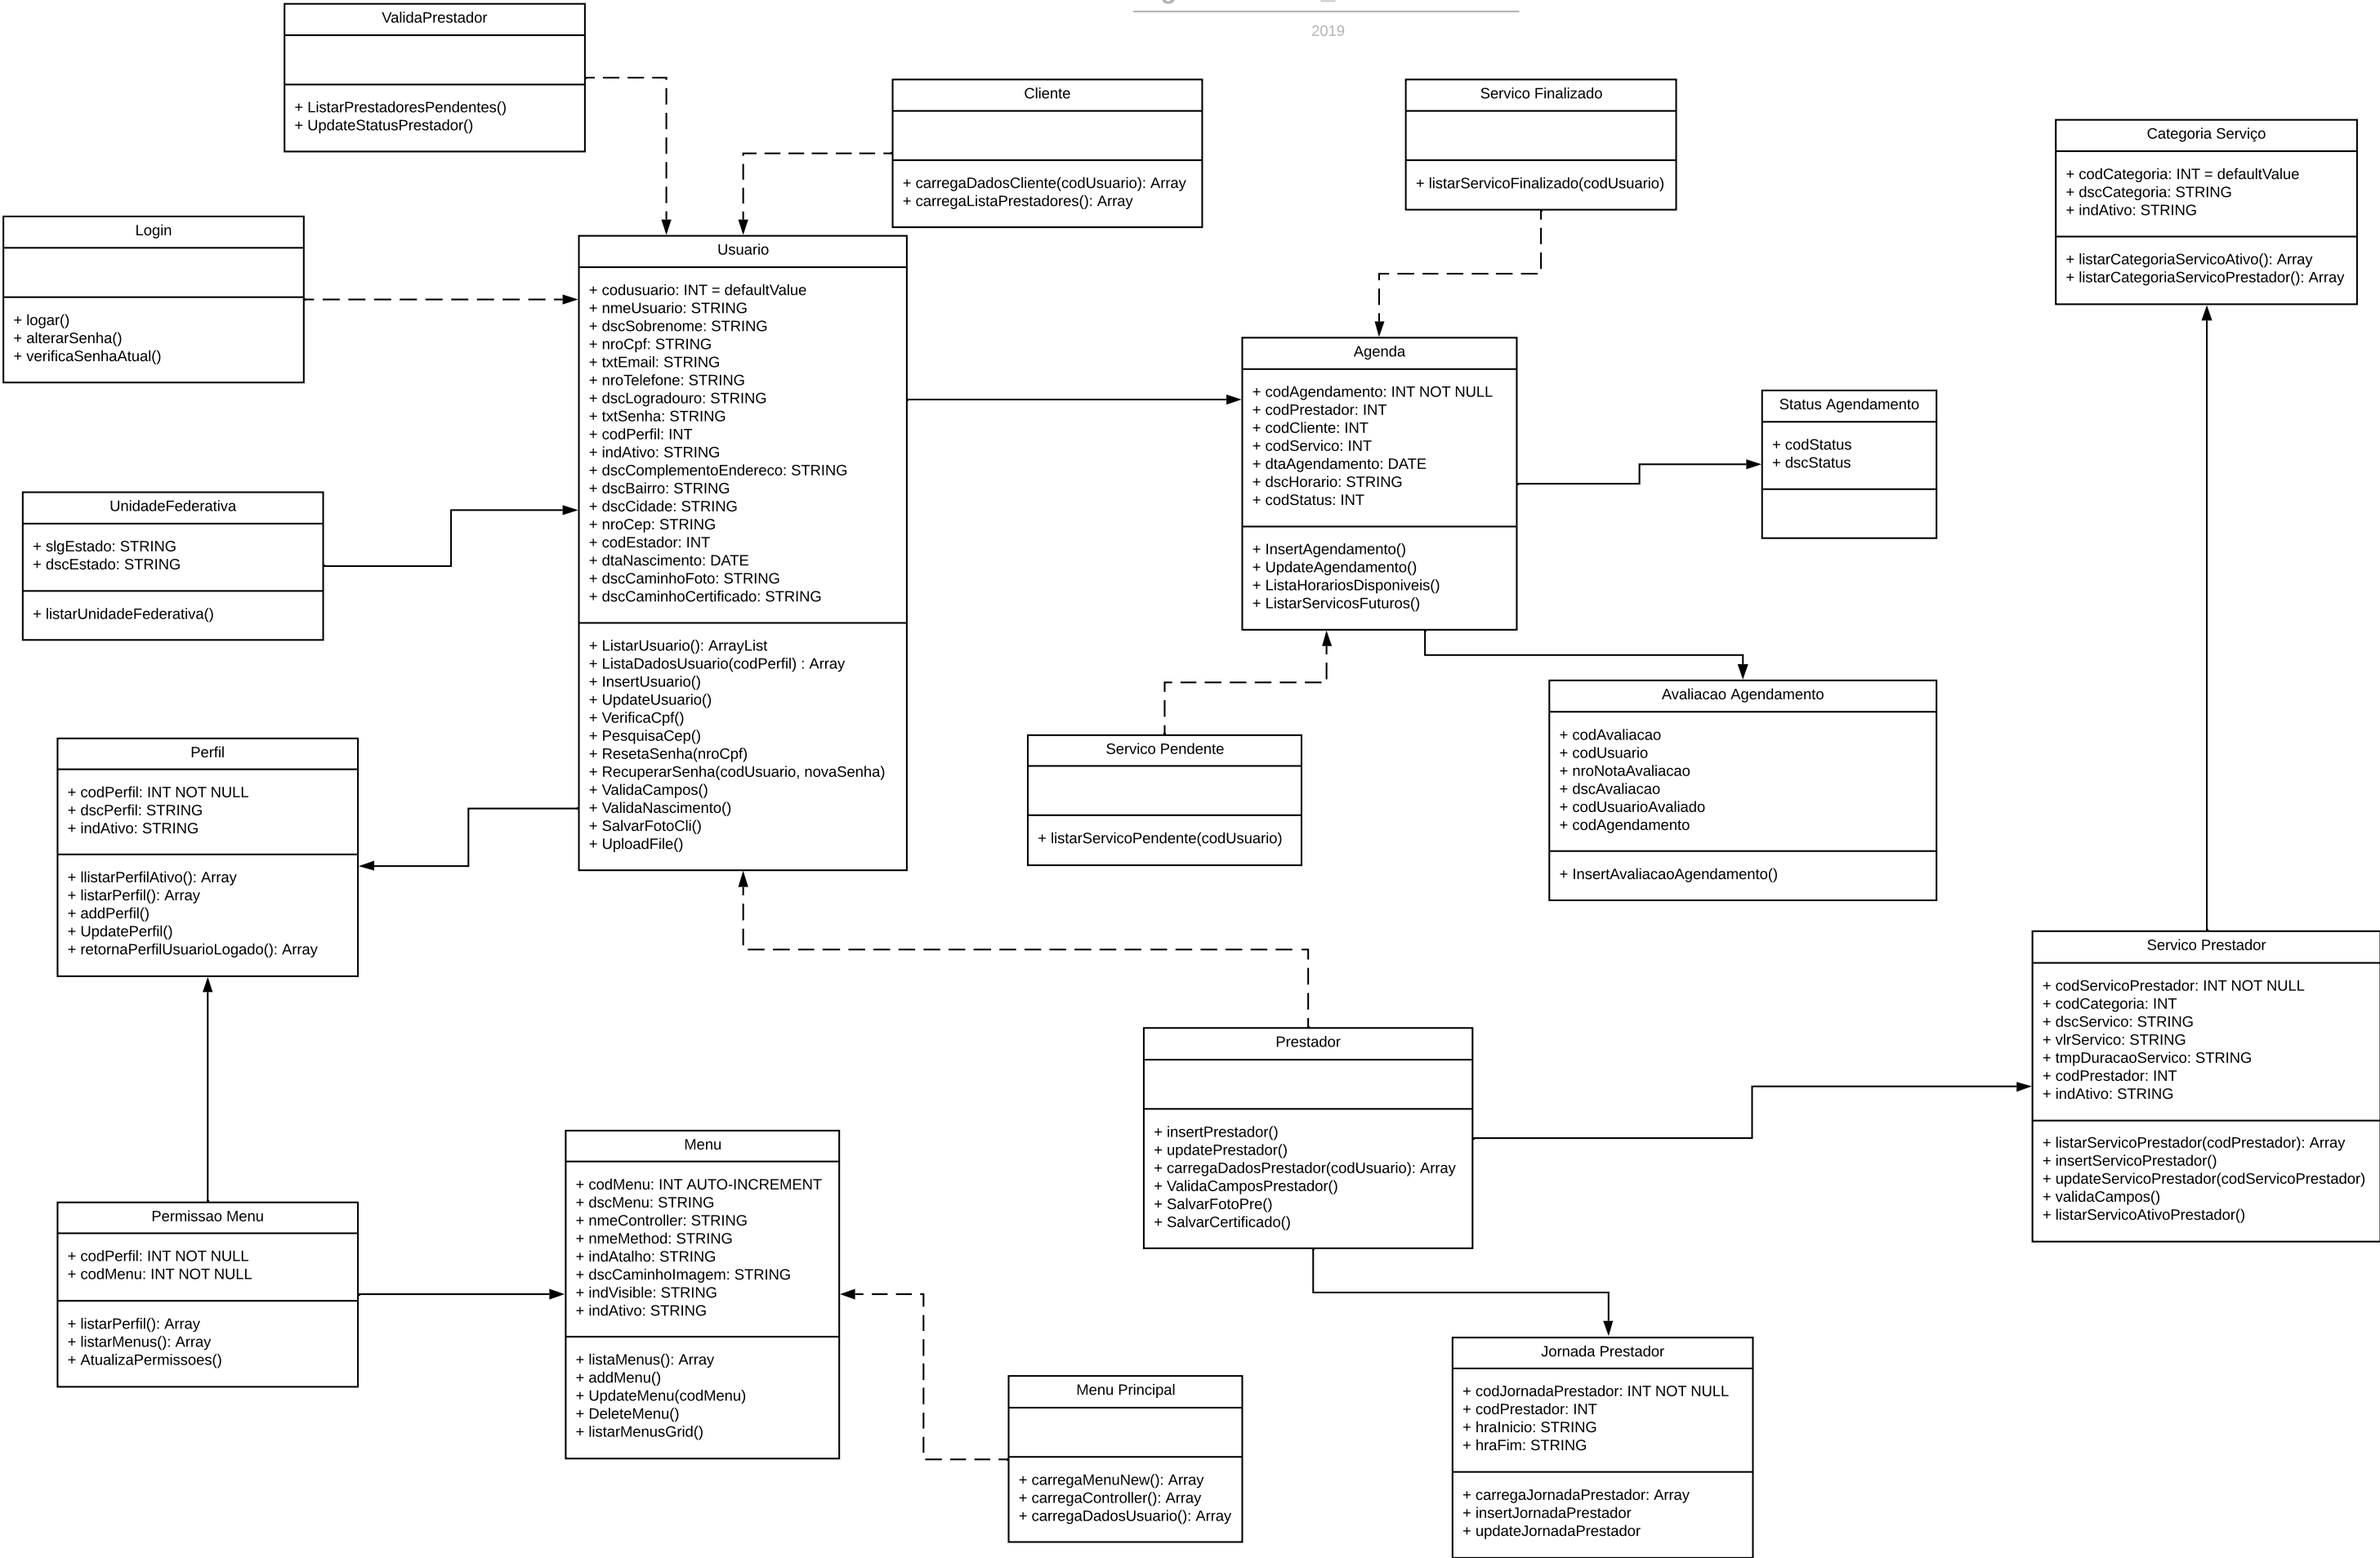 2019
ValidaPrestador
+ ListarPrestadoresPendentes()
+ UpdateStatusPrestador()
Cliente
+ carregaDadosCliente(codUsuario): Array
+ carregaListaPrestadores(): Array
Servico Finalizado
+ listarServicoFinalizado(codUsuario)
Categoria Serviço
+ codCategoria: INT = defaultValue
+ dscCategoria: STRING
+ indAtivo: STRING
+ listarCategoriaServicoAtivo(): Array
+ listarCategoriaServicoPrestador(): Array
Login
+ logar()
+ alterarSenha()
+ verificaSenhaAtual()
Usuario
+ codusuario: INT = defaultValue
+ nmeUsuario: STRING
+ dscSobrenome: STRING
+ nroCpf: STRING
+ txtEmail: STRING
+ nroTelefone: STRING
+ dscLogradouro: STRING
+ txtSenha: STRING
+ codPerfil: INT
+ indAtivo: STRING
+ dscComplementoEndereco: STRING
+ dscBairro: STRING
+ dscCidade: STRING
+ nroCep: STRING
+ codEstador: INT
+ dtaNascimento: DATE
+ dscCaminhoFoto: STRING
+ dscCaminhoCertificado: STRING
+ ListarUsuario(): ArrayList
+ ListaDadosUsuario(codPerfil) : Array
+ InsertUsuario()
+ UpdateUsuario()
+ VerificaCpf()
+ PesquisaCep()
+ ResetaSenha(nroCpf)
+ RecuperarSenha(codUsuario, novaSenha)
+ ValidaCampos()
+ ValidaNascimento()
+ SalvarFotoCli()
+ UploadFile()
Agenda
+ codAgendamento: INT NOT NULL
+ codPrestador: INT
+ codCliente: INT
+ codServico: INT
+ dtaAgendamento: DATE
+ dscHorario: STRING
+ codStatus: INT
+ InsertAgendamento()
+ UpdateAgendamento()
+ ListaHorariosDisponiveis()
+ ListarServicosFuturos()
Status Agendamento
+ codStatus
+ dscStatus
UnidadeFederativa
+ slgEstado: STRING
+ dscEstado: STRING
+ listarUnidadeFederativa()
Avaliacao Agendamento
+ codAvaliacao
+ codUsuario
+ nroNotaAvaliacao
+ dscAvaliacao
+ codUsuarioAvaliado
+ codAgendamento
+ InsertAvaliacaoAgendamento()
Servico Pendente
+ listarServicoPendente(codUsuario)
Perfil
+ codPerfil: INT NOT NULL
+ dscPerfil: STRING
+ indAtivo: STRING
+ llistarPerfilAtivo(): Array
+ listarPerfil(): Array
+ addPerfil()
+ UpdatePerfil()
+ retornaPerfilUsuarioLogado(): Array
Servico Prestador
+ codServicoPrestador: INT NOT NULL
+ codCategoria: INT
+ dscServico: STRING
+ vlrServico: STRING
+ tmpDuracaoServico: STRING
+ codPrestador: INT
+ indAtivo: STRING
+ listarServicoPrestador(codPrestador): Array
+ insertServicoPrestador()
+ updateServicoPrestador(codServicoPrestador)
+ validaCampos()
+ listarServicoAtivoPrestador()
Prestador
+ insertPrestador()
+ updatePrestador()
+ carregaDadosPrestador(codUsuario): Array
+ ValidaCamposPrestador()
+ SalvarFotoPre()
+ SalvarCertificado()
Menu
+ codMenu: INT AUTO-INCREMENT
+ dscMenu: STRING
+ nmeController: STRING
+ nmeMethod: STRING
+ indAtalho: STRING
+ dscCaminhoImagem: STRING
+ indVisible: STRING
+ indAtivo: STRING
+ listaMenus(): Array
+ addMenu()
+ UpdateMenu(codMenu)
+ DeleteMenu()
+ listarMenusGrid()
Permissao Menu
+ codPerfil: INT NOT NULL
+ codMenu: INT NOT NULL
+ listarPerfil(): Array
+ listarMenus(): Array
+ AtualizaPermissoes()
Menu Principal
+ carregaMenuNew(): Array
+ carregaController(): Array
+ carregaDadosUsuario(): Array
Jornada Prestador
+ codJornadaPrestador: INT NOT NULL
+ codPrestador: INT
+ hraInicio: STRING
+ hraFim: STRING
+ carregaJornadaPrestador: Array
+ insertJornadaPrestador
+ updateJornadaPrestador